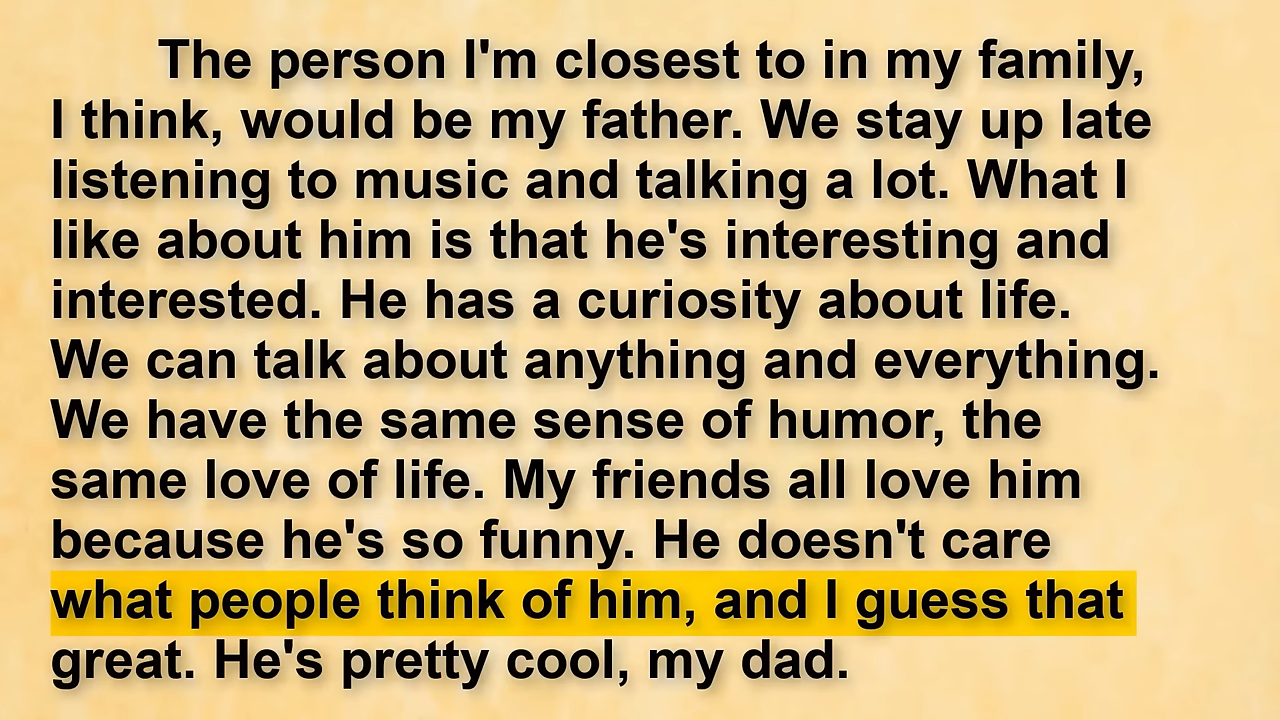 The person I'm closest to in my family,
I think, would be my father. We stay up late
listening to music and talking a lot. What I
like about him is that he's interesting and
interested. He has a curiosity about life.
We can talk about anything and everything.
We have the same sense of humor, the
same love of life. My friends all love him
because he's so funny. He doesn't care
what people think of him, and I guess that
great. He's pretty cool, my dad.